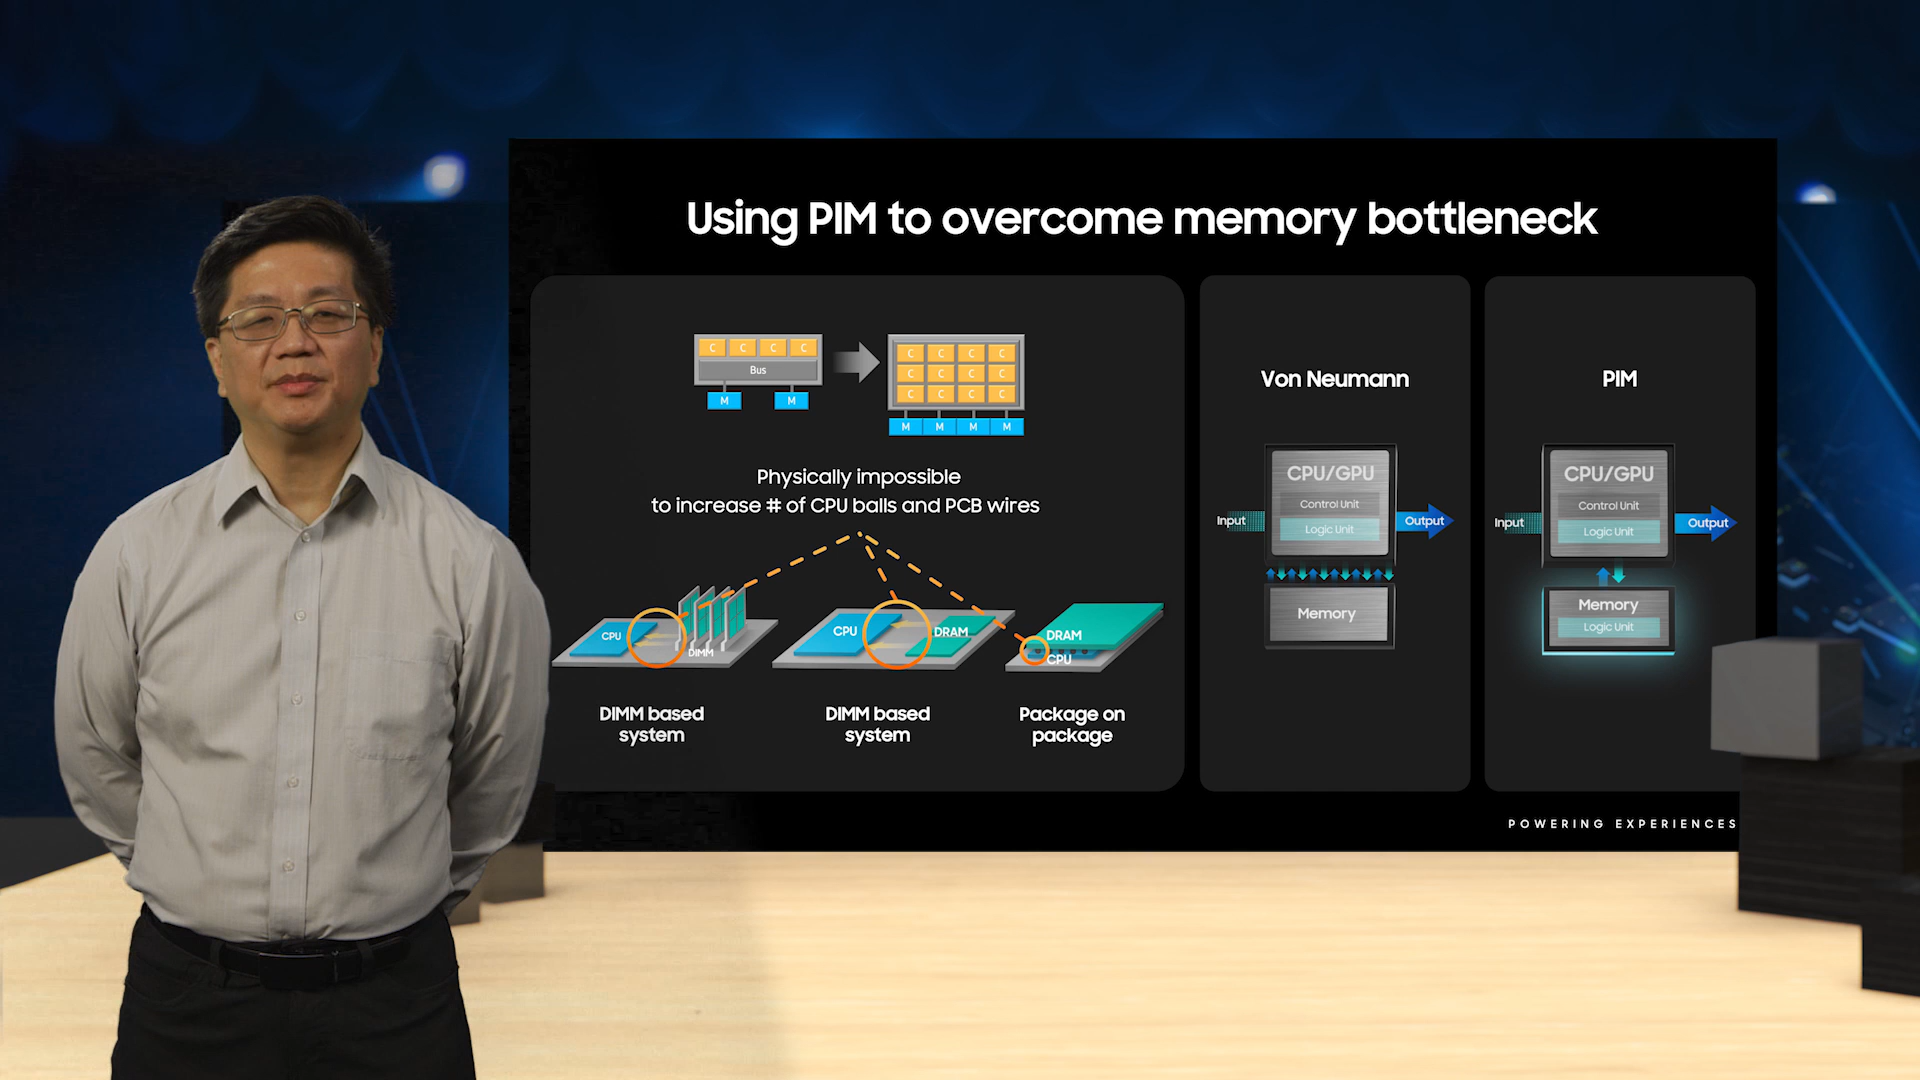 Using PIM to overcome memory bottleneck
C C C C
Bus
M M
C C C C
C C C C
C C C C
M M M M
Physically impossible
to increase # of CPU balls and PCB wires
CPU
DIMM
CPU
DRAM
DRAM
CPU
DIMM based
system
DIMM based
system
Package on
package
Von Neumann
CPU/GPU
Control Unit
Logic Unit
Input
Output
Memory
PIM
CPU/GPU
Control Unit
Logic Unit
Input
Output
Memory
Logic Unit
POWERING EXPERIENCES